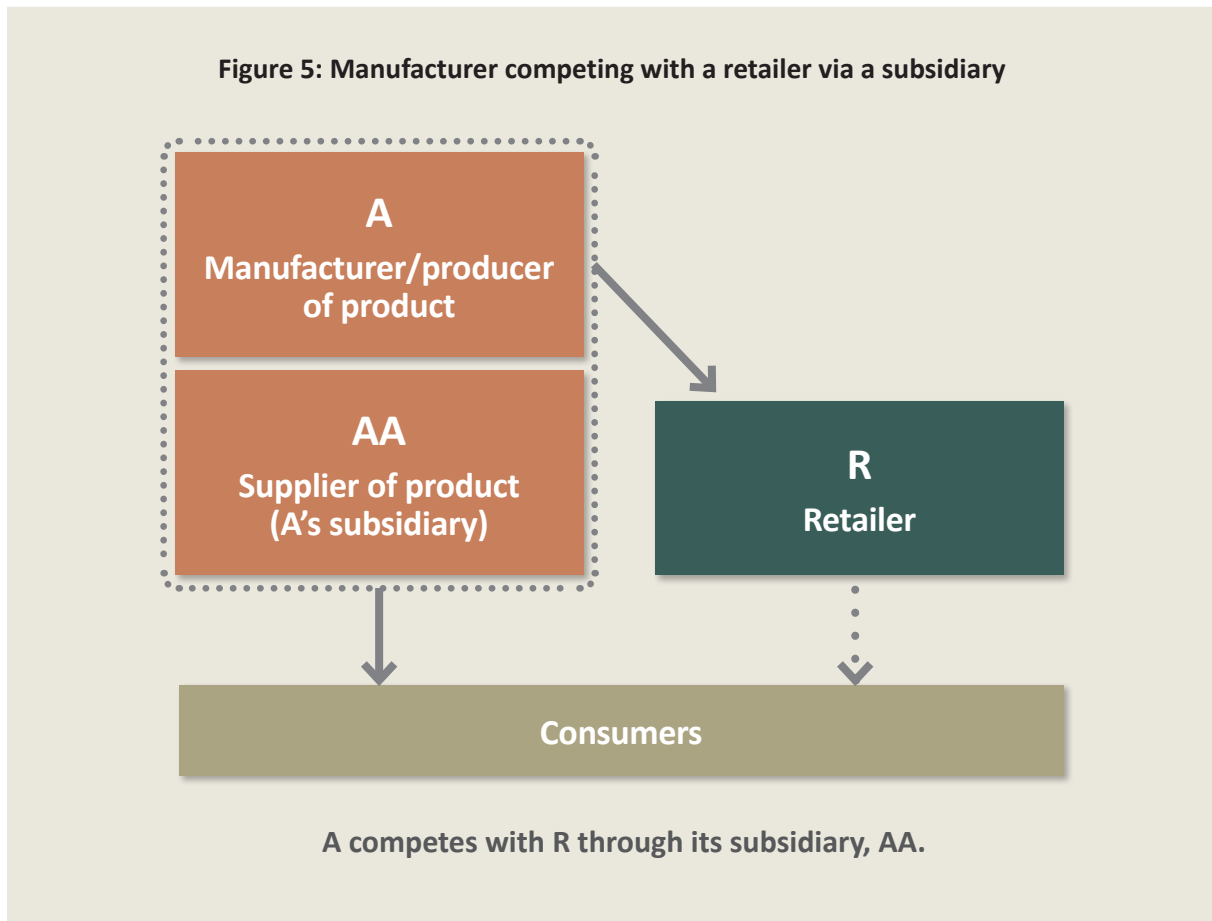 Figure 5: Manufacturer competing with a retailer via a subsidiary
A
Manufacturer/producer
of product
AA
Supplier of product
(A’s subsidiary)
R
Retailer
Consumers
A competes with R through its subsidiary, AA.